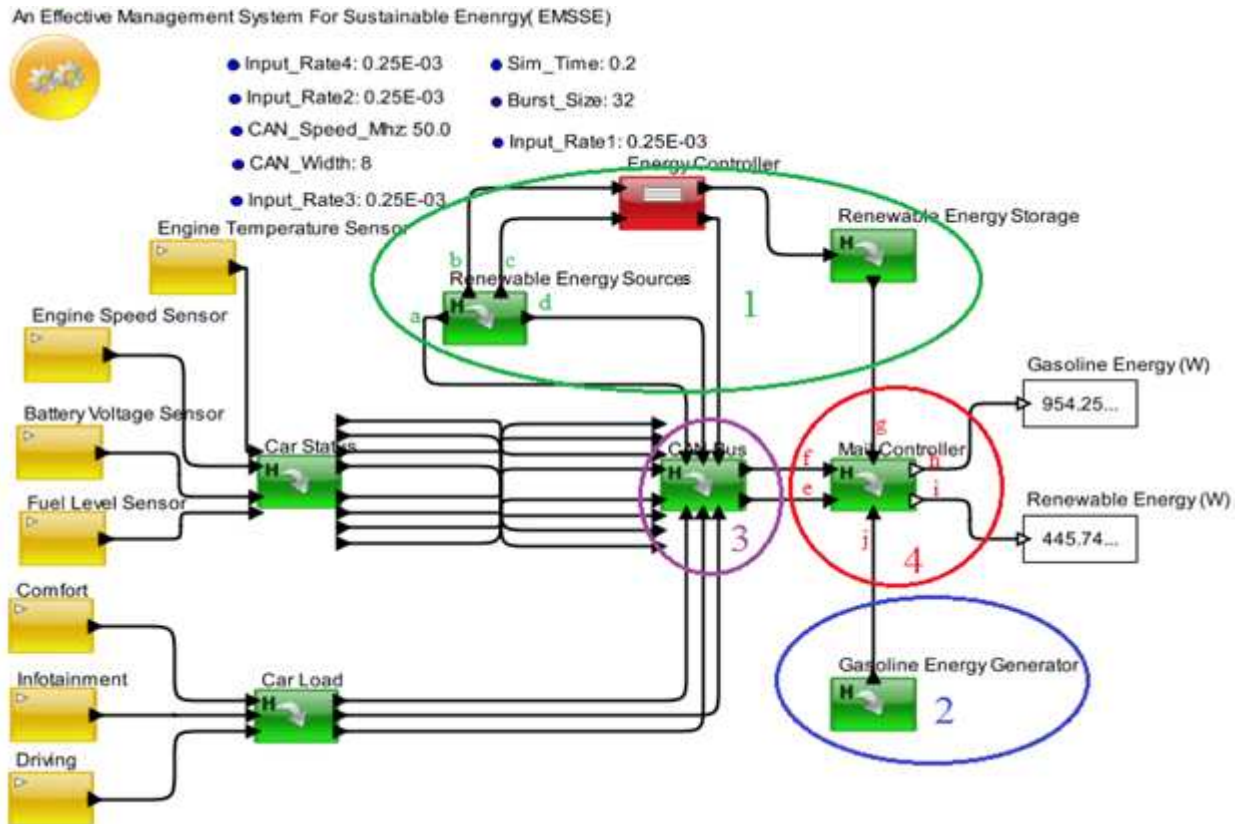 An Effective Management System For Sustainable Enenrgy( EMSSE)
Input_Rate4: 0.25E-03
Sim_Time: 0.2
Input_Rate2: 0.25E-03
Burst_Size: 32
CAN_Speed_Mhz: 50.0
Input_Rate1: 0.25E-03
CAN_Width: 8
Energy Controller
Input_Rate3: 0.25E-03
Engine Temperature Sensor
Renewable Energy Storage
b
c
Renewable Energy Sources
H
H
a
d
1
Engine Speed Sensor
Gasoline Energy (W)
954.25...
Battery Voltage Sensor
g
Car Status
CAN Bus
Mail Controller
H
H
H
f
h
e
i
Fuel Level Sensor
Renewable Energy (W)
445.74...
3
j
4
Comfort
Infotainment
Car Load
H
Gasoline Energy Generator
H
2
Driving